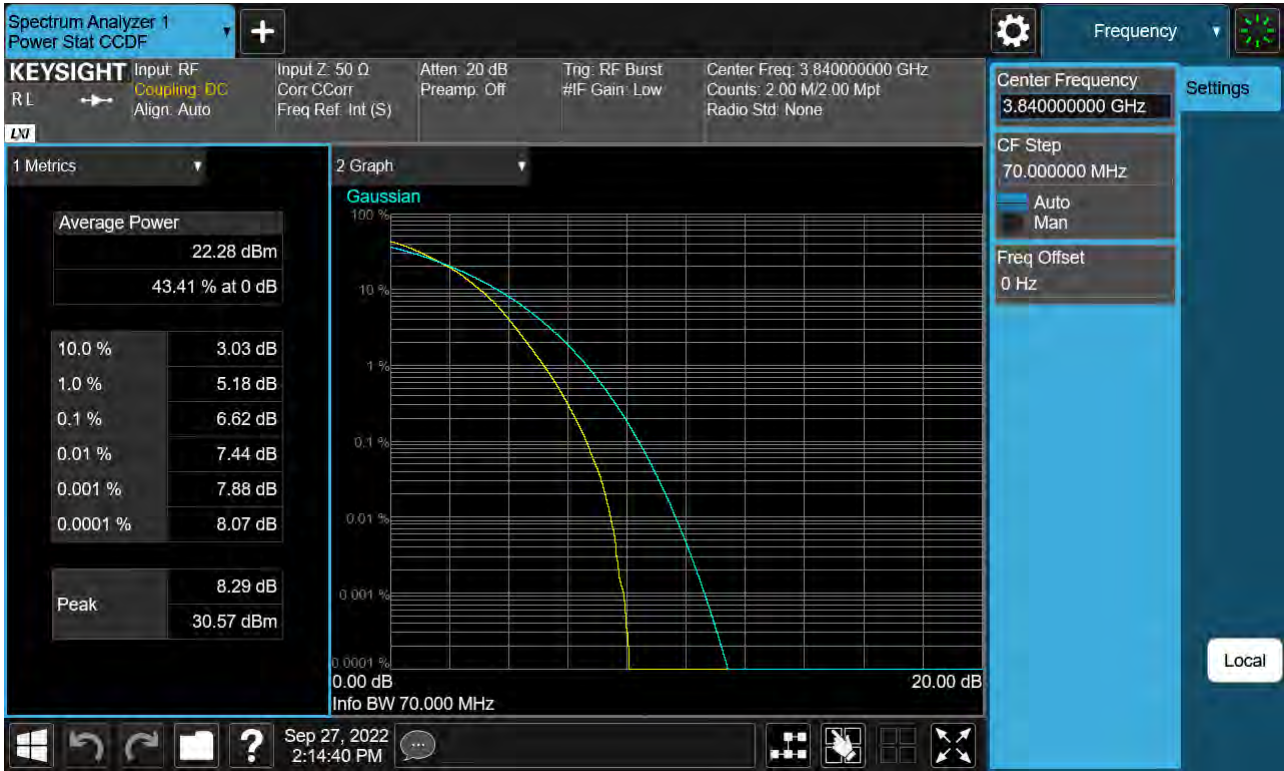 Spectrum Analyzer 1
Power Stat CCDF
Frequency
KEYSIGHT
R L
LXI
Input: RF
Coupling: DC
Align: Auto
Input Z: 50 Ω
Corr CCorr
Freq Ref: Int (S)
Atten: 20 dB
Preamp: Off
Trig: RF Burst
#IF Gain: Low
Center Freq: 3.840000000 GHz
Counts: 2.00 M/2.00 Mpt
Radio Std: None
Center Frequency
3.840000000 GHz
Settings
CF Step
70.000000 MHz
Auto
Man
Freq Offset
0 Hz
1 Metrics
Average Power
22.28 dBm
43.41 % at 0 dB
10.0 % 3.03 dB
1.0 % 5.18 dB
0.1 % 6.62 dB
0.01 % 7.44 dB
0.001 % 7.88 dB
0.0001 % 8.07 dB
Peak
8.29 dB
30.57 dBm
2 Graph
Gaussian
100 %
10 %
1 %
0.1 %
0.01 %
0.001 %
0.0001 %
0.00 dB 20.00 dB
Info BW 70.000 MHz
Local
?
Sep 27, 2022
2:14:40 PM